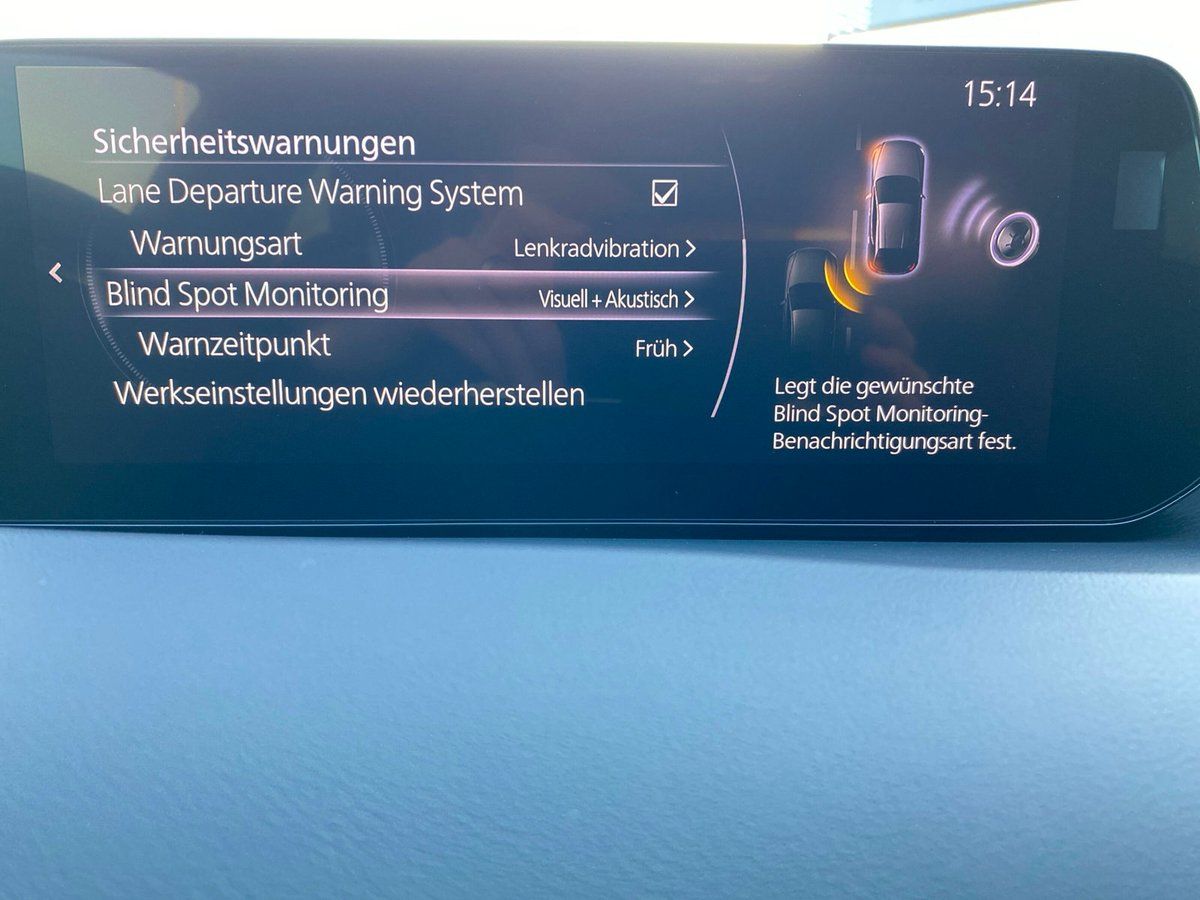 15:14
Sicherheitswarnungen
Lane Departure Warning System
Warnungsart Lenkradvibration >
Blind Spot Monitoring Visuell + Akustisch >
Warnzeitpunkt Früh >
Werkseinstellungen wiederherstellen
Legt die gewünschte
Blind Spot Monitoring-
Benachrichtigungsart fest.